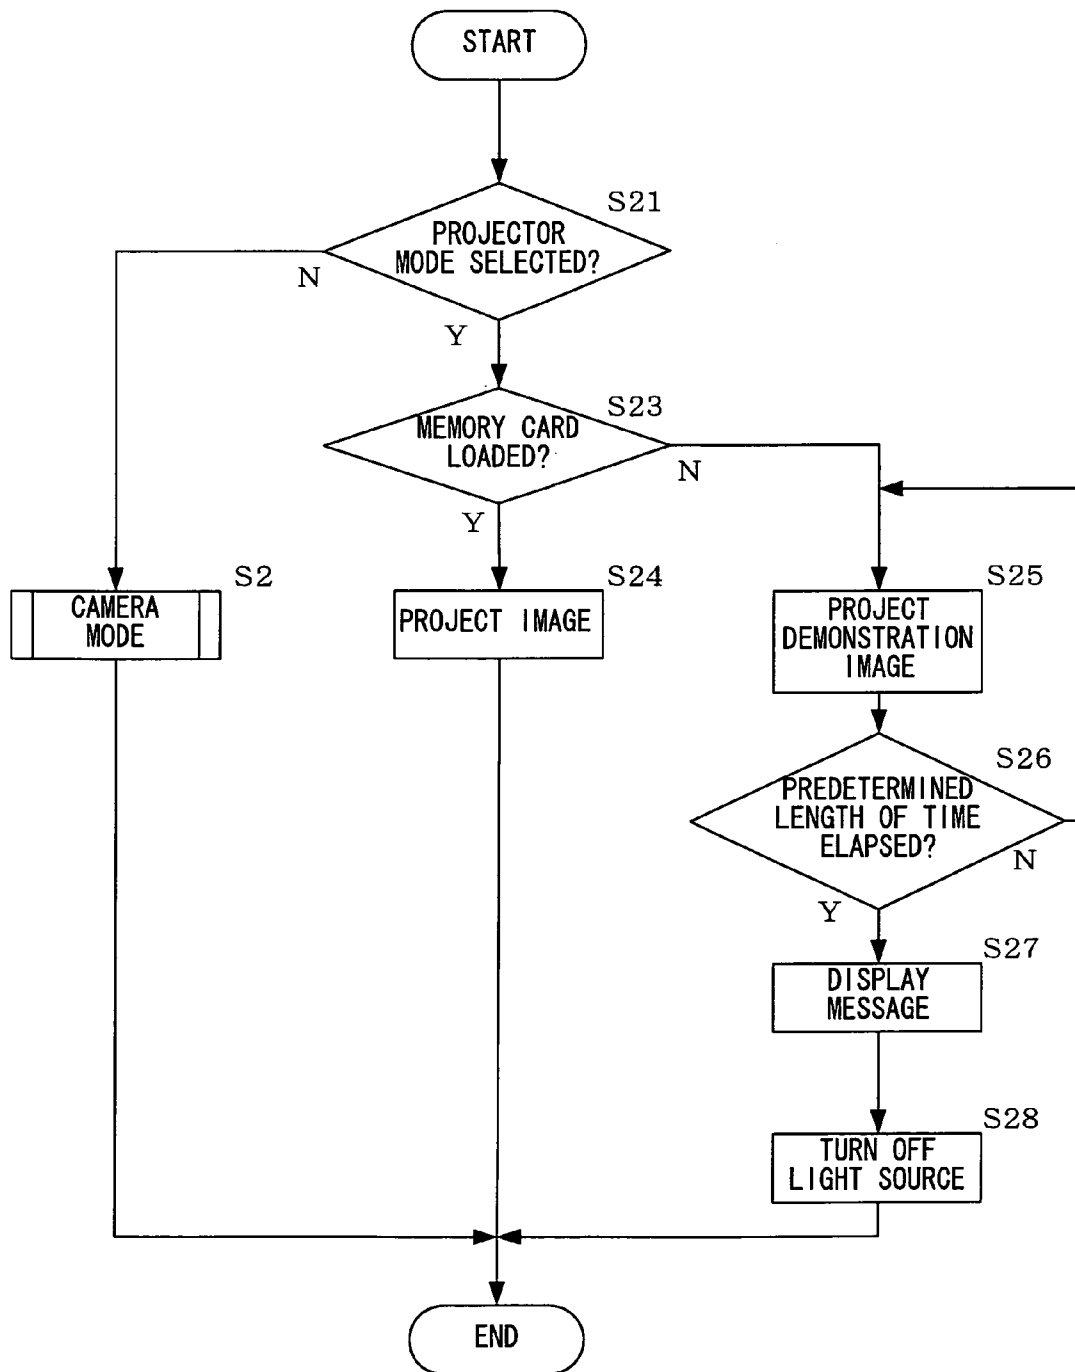 START
S21
PROJECTOR
MODE SELECTED?
N
Y
S23
MEMORY CARD
LOADED?
N
Y
S2
CAMERA
MODE
S24
PROJECT IMAGE
S25
PROJECT
DEMONSTRATION
IMAGE
S26
PREDETERMINED
LENGTH OF TIME
ELAPSED?
N
Y
S27
DISPLAY
MESSAGE
S28
TURN OFF
LIGHT SOURCE
END